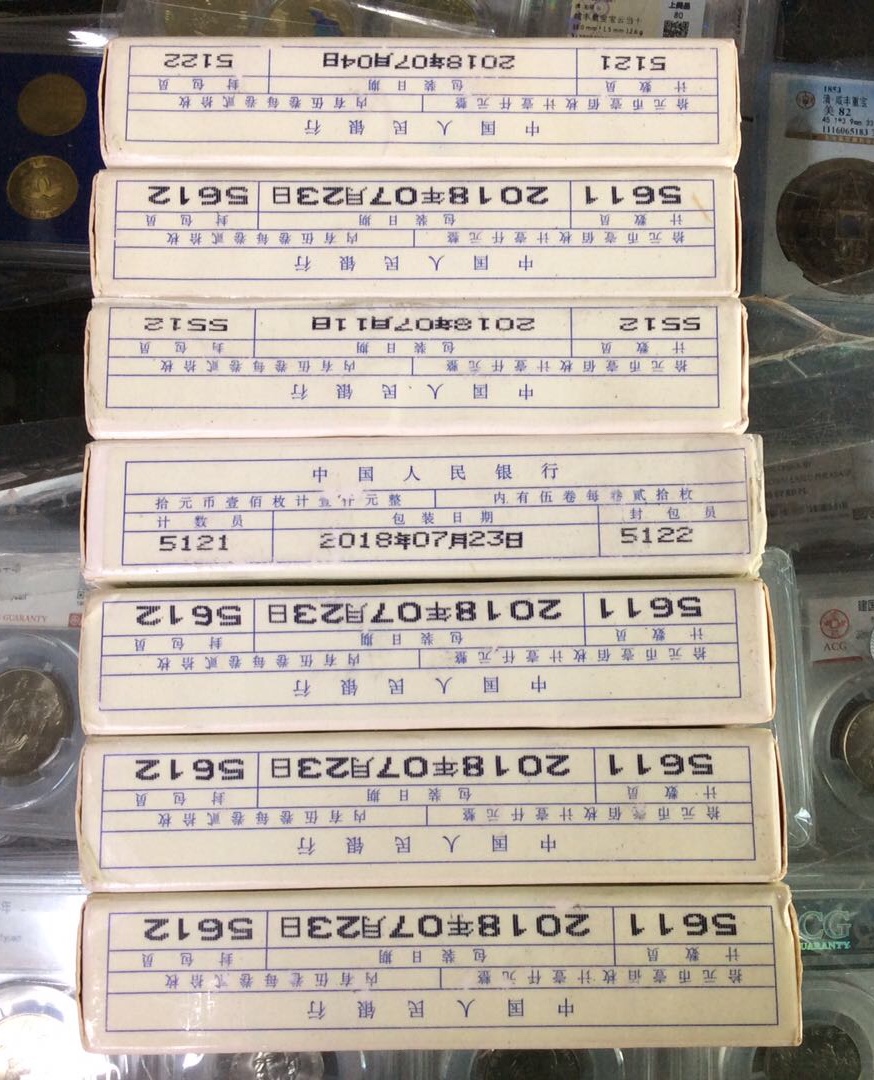 中国人民银行
拾元币壹佰枚计壹仟元整 内有伍卷每卷贰拾枚
计数员 包装日期 封包员
5121 2018年07月04日 5122
中国人民银行
拾元币壹佰枚计壹仟元整 内有伍卷每卷贰拾枚
计数员 包装日期 封包员
5611 2018年07月23日 5612
中国人民银行
拾元币壹佰枚计壹仟元整 内有伍卷每卷贰拾枚
计数员 包装日期 封包员
5512 2018年07月11日 5512
中国人民银行
拾元币壹佰枚计壹仟元整 内有伍卷每卷贰拾枚
计数员 包装日期 封包员
5121 2018年07月23日 5122
中国人民银行
拾元币壹佰枚计壹仟元整 内有伍卷每卷贰拾枚
计数员 包装日期 封包员
5611 2018年07月23日 5612
中国人民银行
拾元币壹佰枚计壹仟元整 内有伍卷每卷贰拾枚
计数员 包装日期 封包员
5611 2018年07月23日 5612
中国人民银行
拾元币壹佰枚计壹仟元整 内有伍卷每卷贰拾枚
计数员 包装日期 封包员
5611 2018年07月23日 5612
80
1853
清·咸丰重宝
美 82
1116065183
GUARANTY
ACG
CG